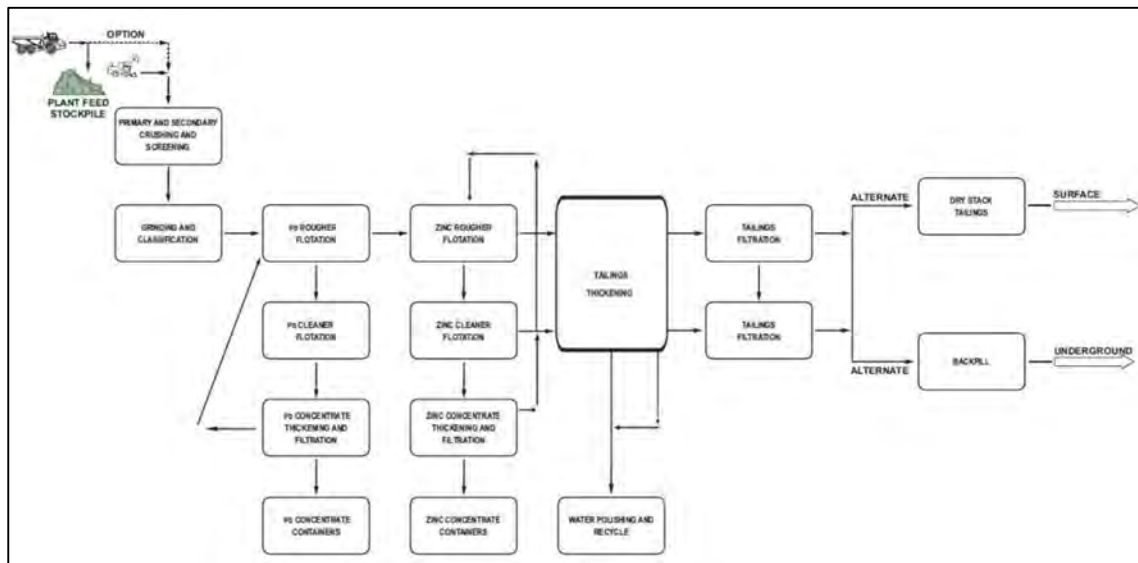 OPTION
PLANT FEED
STOCKPILE
PRIMARY AND SECONDARY
CRUSHING AND
SCREENING
GRINDING AND
CLASSIFICATION
PB ROUGHER
FLOTATION
ZINC ROUGHER
FLOTATION
TAILINGS
THICKENING
TAILINGS
FILTRATION
ALTERNATE
DRY STACK
TAILINGS
SURFACE
PB CLEANER
FLOTATION
ZINC CLEANER
FLOTATION
TAILINGS
FILTRATION
ALTERNATE
BACKFILL
UNDERGROUND
PB CONCENTRATE
THICKENING AND
FILTRATION
ZINC CONCENTRATE
THICKENING AND
FILTRATION
PB CONCENTRATE
CONTAINERS
ZINC CONCENTRATE
CONTAINERS
WATER POLISHING AND
RECYCLE